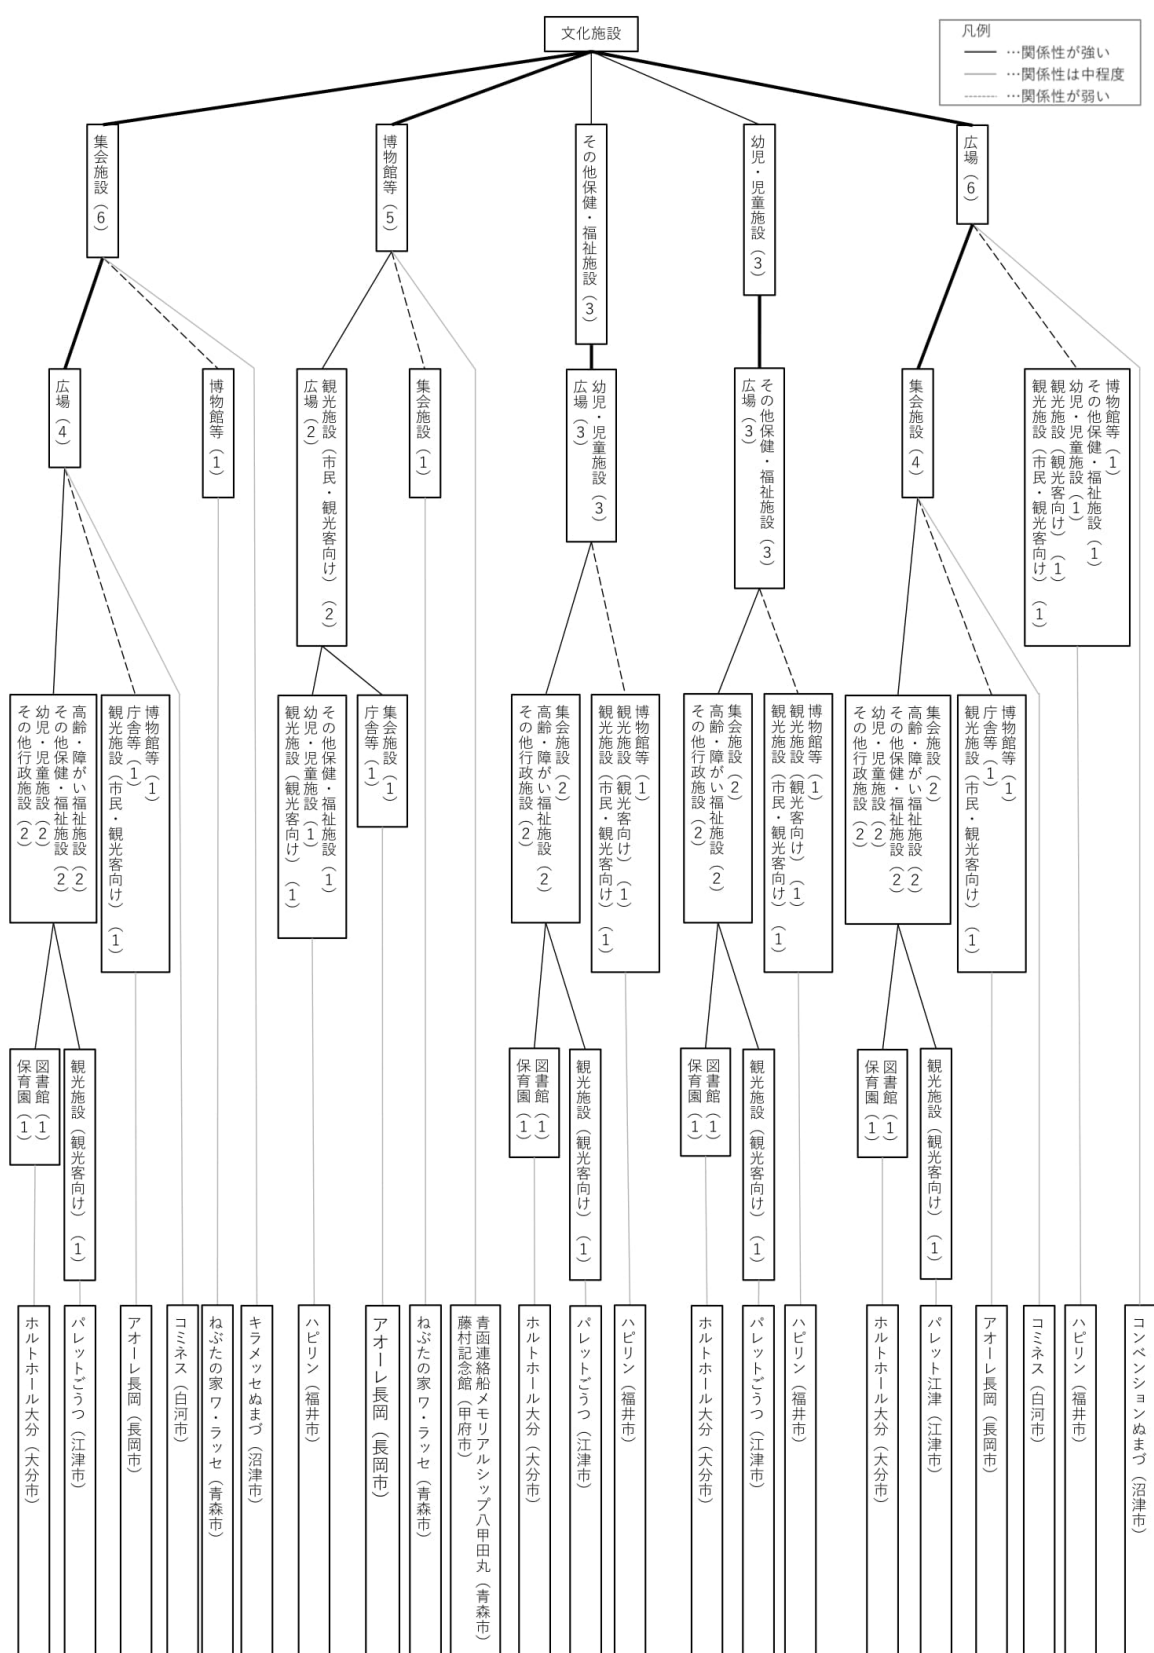 文化施設
凡例
…関係性が強い
…関係性は中程度
…関係性が弱い
集会施設（6）
博物館等（5）
その他保健・福祉施設（3）
幼児・児童施設（3）
広場（6）
広場（4）
博物館等（1）
観光施設（市民・観光客向け）（2）
広場（2）
集会施設（1）
幼児・児童施設（3）
広場（3）
その他保健・福祉施設（3）
広場（3）
集会施設（4）
博物館等（1）
その他保健・福祉施設（1）
幼児・児童施設（1）
観光施設（観光客向け）（1）
観光施設（市民・観光客向け）（1）
高齢・障がい福祉施設（2）
その他保健・福祉施設（2）
幼児・児童施設（2）
その他行政施設（2）
博物館等（1）
庁舎等（1）
観光施設（市民・観光客向け）（1）
その他保健・福祉施設（1）
幼児・児童施設（1）
観光施設（観光客向け）（1）
集会施設（1）
庁舎等（1）
集会施設（2）
高齢・障がい福祉施設（2）
その他行政施設（2）
博物館等（1）
観光施設（観光客向け）（1）
観光施設（市民・観光客向け）（1）
集会施設（2）
高齢・障がい福祉施設（2）
その他行政施設（2）
博物館等（1）
観光施設（観光客向け）（1）
観光施設（市民・観光客向け）（1）
集会施設（2）
高齢・障がい福祉施設（2）
その他保健・福祉施設（2）
幼児・児童施設（2）
その他行政施設（2）
博物館等（1）
庁舎等（1）
観光施設（市民・観光客向け）（1）
図書館（1）
保育園（1）
観光施設（観光客向け）（1）
図書館（1）
保育園（1）
観光施設（観光客向け）（1）
図書館（1）
保育園（1）
観光施設（観光客向け）（1）
図書館（1）
保育園（1）
観光施設（観光客向け）（1）
ホルトホール大分（大分市）
パレットごうつ（江津市）
アオーレ長岡（長岡市）
コミネス（白河市）
ねぶたの家 ワ・ラッセ（青森市）
キラメッセぬまづ（沼津市）
ハピリン（福井市）
アオーレ長岡（長岡市）
ねぶたの家 ワ・ラッセ（青森市）
青函連絡船メモリアルシップ八甲田丸（青森市）
藤村記念館（甲府市）
ホルトホール大分（大分市）
パレットごうつ（江津市）
ハピリン（福井市）
ホルトホール大分（大分市）
パレットごうつ（江津市）
ハピリン（福井市）
ホルトホール大分（大分市）
パレット江津（江津市）
アオーレ長岡（長岡市）
コミネス（白河市）
ハピリン（福井市）
コンベンションぬまづ（沼津市）